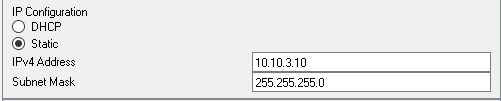 IP Configuration
DHCP
Static
IPv4 Address 10.10.3.10
Subnet Mask 255.255.255.0